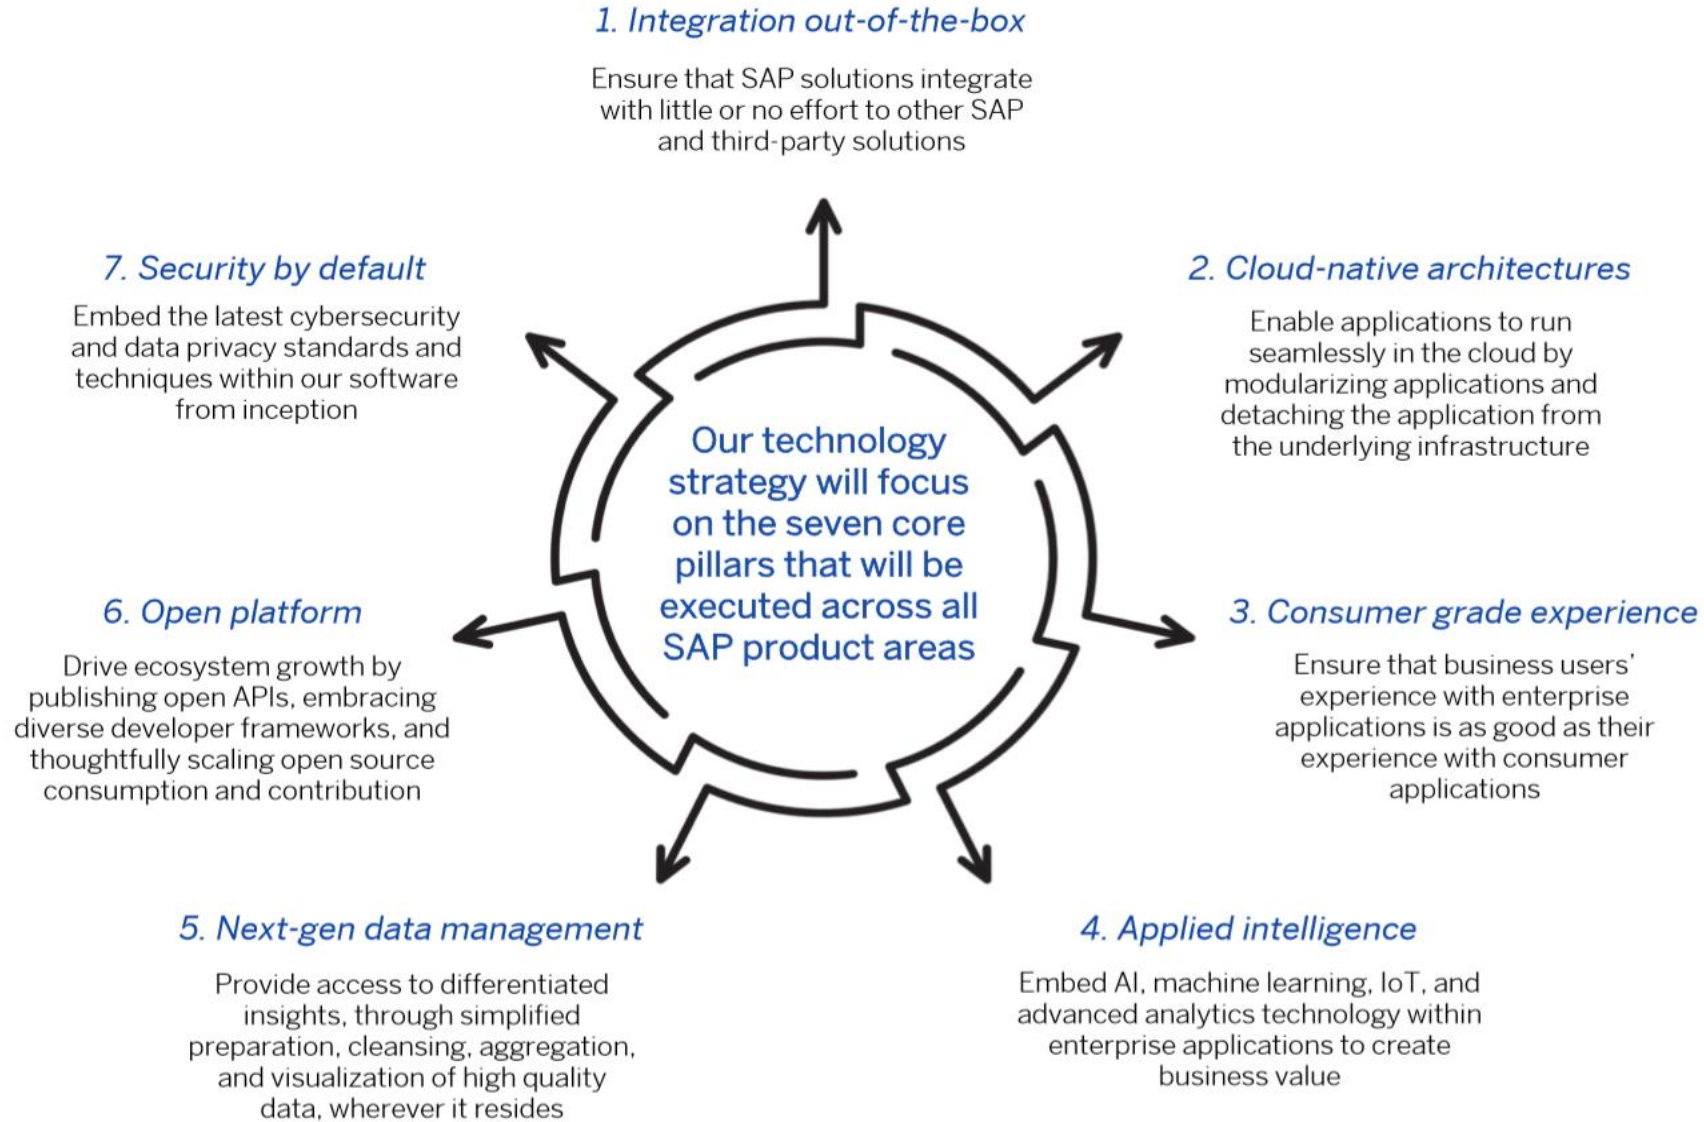 1. Integration out-of-the-box
Ensure that SAP solutions integrate
with little or no effort to other SAP
and third-party solutions
2. Cloud-native architectures
Enable applications to run
seamlessly in the cloud by
modularizing applications and
detaching the application from
the underlying infrastructure
3. Consumer grade experience
Ensure that business users’
experience with enterprise
applications is as good as their
experience with consumer
applications
4. Applied intelligence
Embed AI, machine learning, IoT, and
advanced analytics technology within
enterprise applications to create
business value
5. Next-gen data management
Provide access to differentiated
insights, through simplified
preparation, cleansing, aggregation,
and visualization of high quality
data, wherever it resides
6. Open platform
Drive ecosystem growth by
publishing open APIs, embracing
diverse developer frameworks, and
thoughtfully scaling open source
consumption and contribution
7. Security by default
Embed the latest cybersecurity
and data privacy standards and
techniques within our software
from inception
Our technology
strategy will focus
on the seven core
pillars that will be
executed across all
SAP product areas